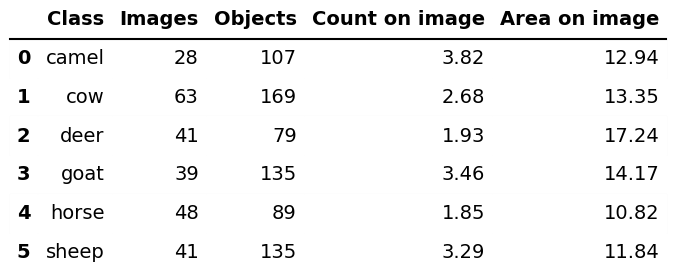 Class Images Objects Count on image Area on image
0 camel 28 107 3.82 12.94
1 cow 63 169 2.68 13.35
2 deer 41 79 1.93 17.24
3 goat 39 135 3.46 14.17
4 horse 48 89 1.85 10.82
5 sheep 41 135 3.29 11.84